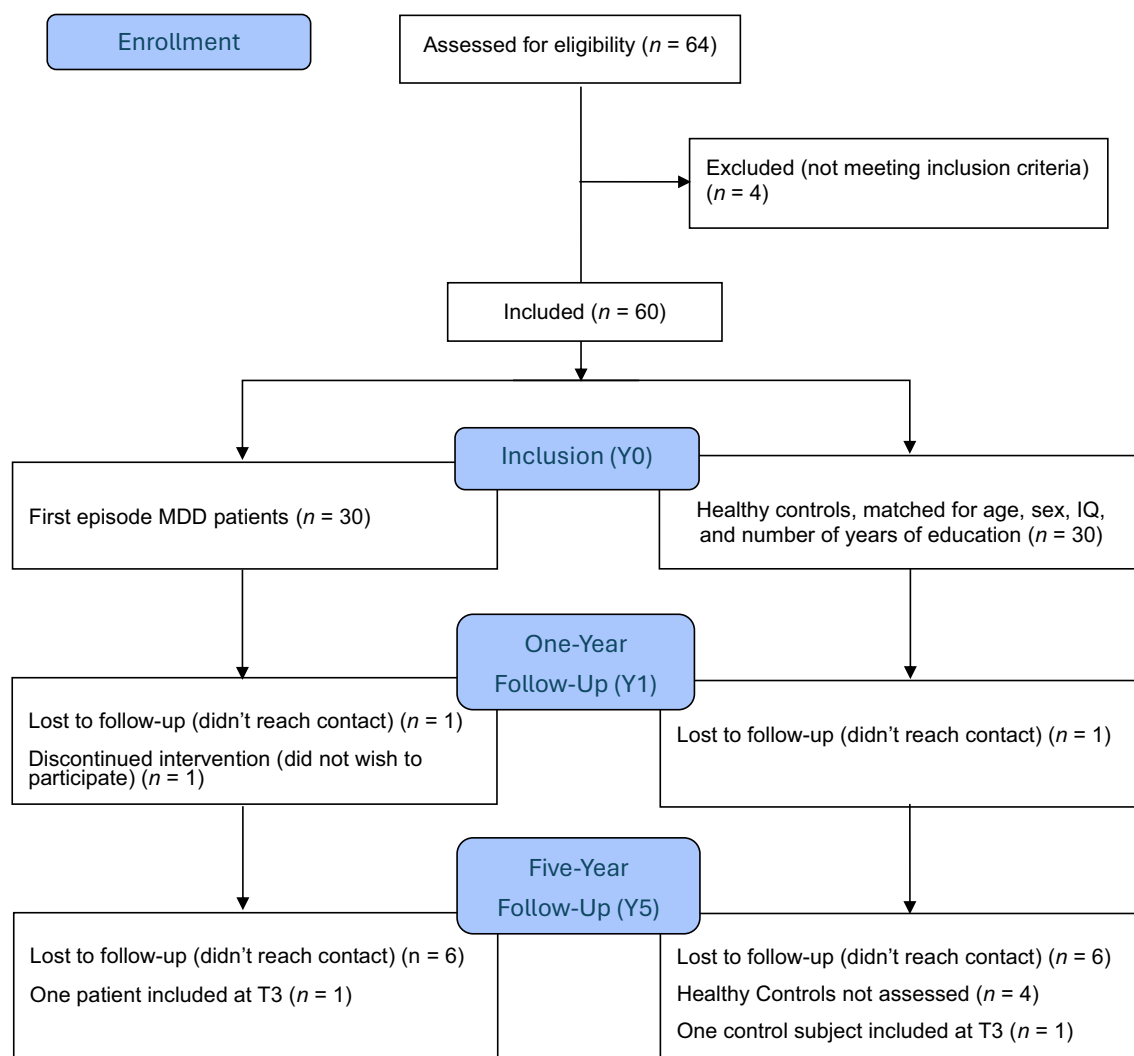 Enrollment
Assessed for eligibility (n = 64)
Excluded (not meeting inclusion criteria)
(n = 4)
Included (n = 60)
Inclusion (Y0)
First episode MDD patients (n = 30)
Healthy controls, matched for age, sex, IQ,
and number of years of education (n = 30)
One-Year
Follow-Up (Y1)
Lost to follow-up (didn’t reach contact) (n = 1)
Discontinued intervention (did not wish to
participate) (n = 1)
Lost to follow-up (didn’t reach contact) (n = 1)
Five-Year
Follow-Up (Y5)
Lost to follow-up (didn’t reach contact) (n = 6)
One patient included at T3 (n = 1)
Lost to follow-up (didn’t reach contact) (n = 6)
Healthy Controls not assessed (n = 4)
One control subject included at T3 (n = 1)